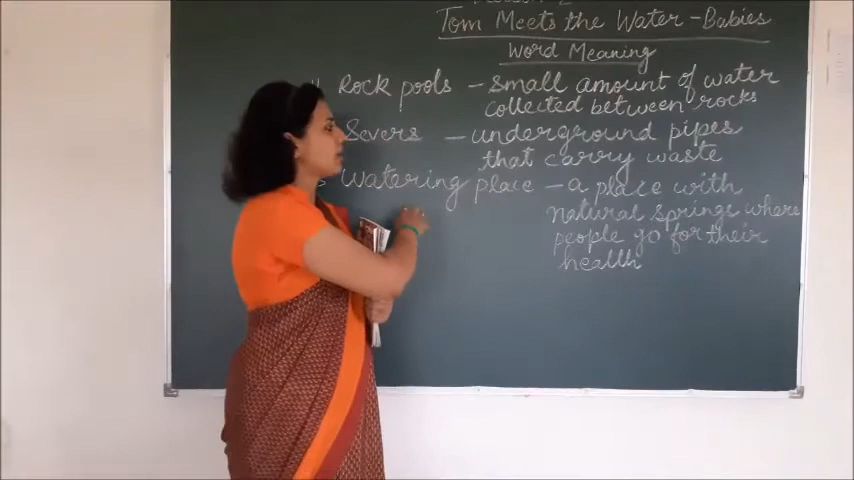 Tom Meets the Water-Babies
Word Meaning
Rock pools - small amount of water
collected between rocks
Severs - underground pipes
that carry waste
Watering place - a place with
natural springs where
people go for their
health